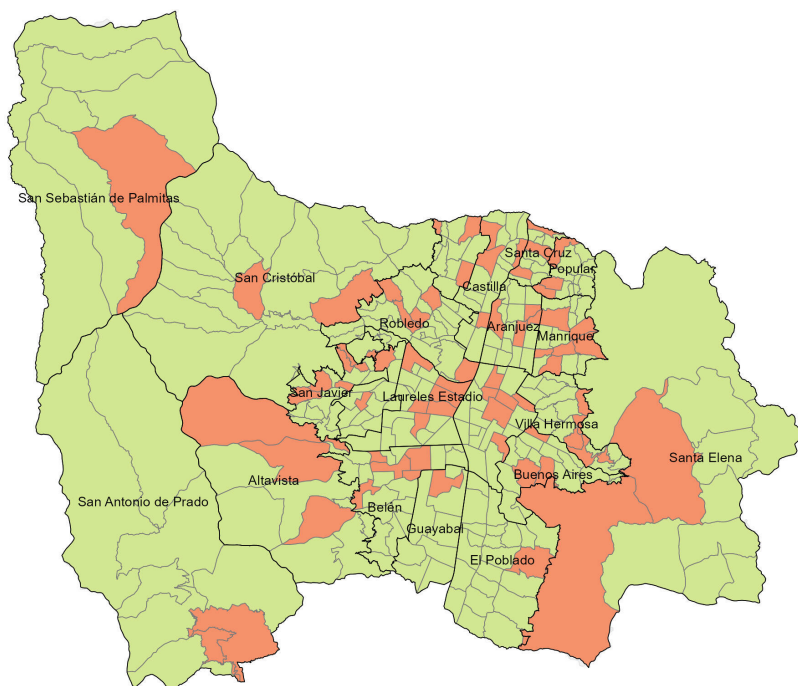 San Sebastián de Palmitas
San Cristóbal
Santa Cruz
Popular
Castilla
Robledo
Aranjuez
Manrique
San Javier
Laureles Estadio
Villa Hermosa
Santa Elena
Buenos Aires
Altavista
San Antonio de Prado
Belén
Guayabal
El Poblado